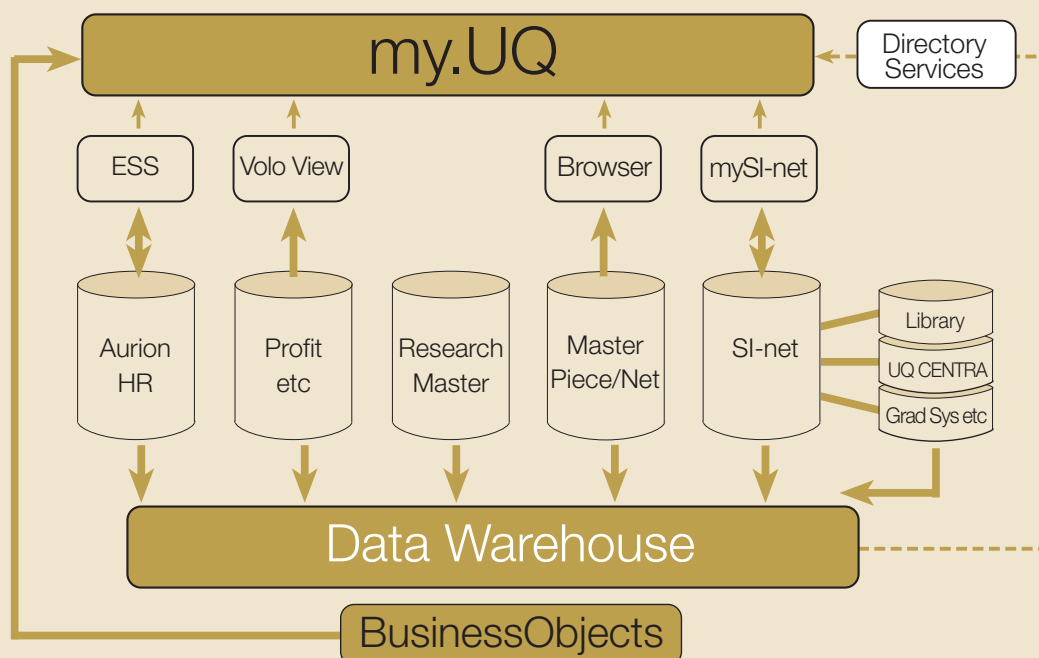 my.UQ
Directory
Services
ESS
Volo View
Browser
mySI-net
Aurion
HR
Profit
etc
Research
Master
Master
Piece/Net
SI-net
Library
UQ CENTRA
Grad Sys etc
Data Warehouse
BusinessObjects